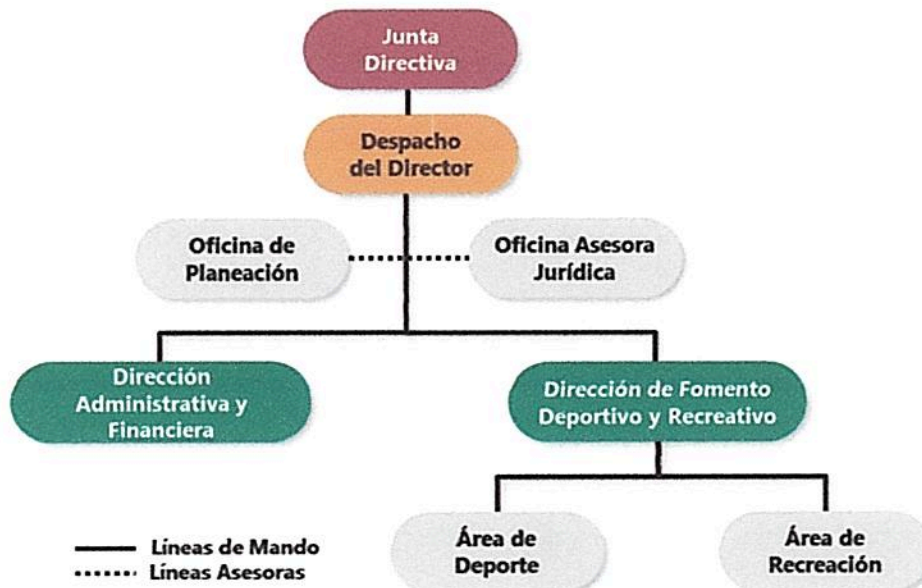 Junta
Directiva
Despacho
del Director
Oficina de
Planeación
Oficina Asesora
Jurídica
Dirección
Administrativa y
Financiera
Dirección de Fomento
Deportivo y Recreativo
Área de
Deporte
Área de
Recreación
Líneas de Mando
Líneas Asesoras